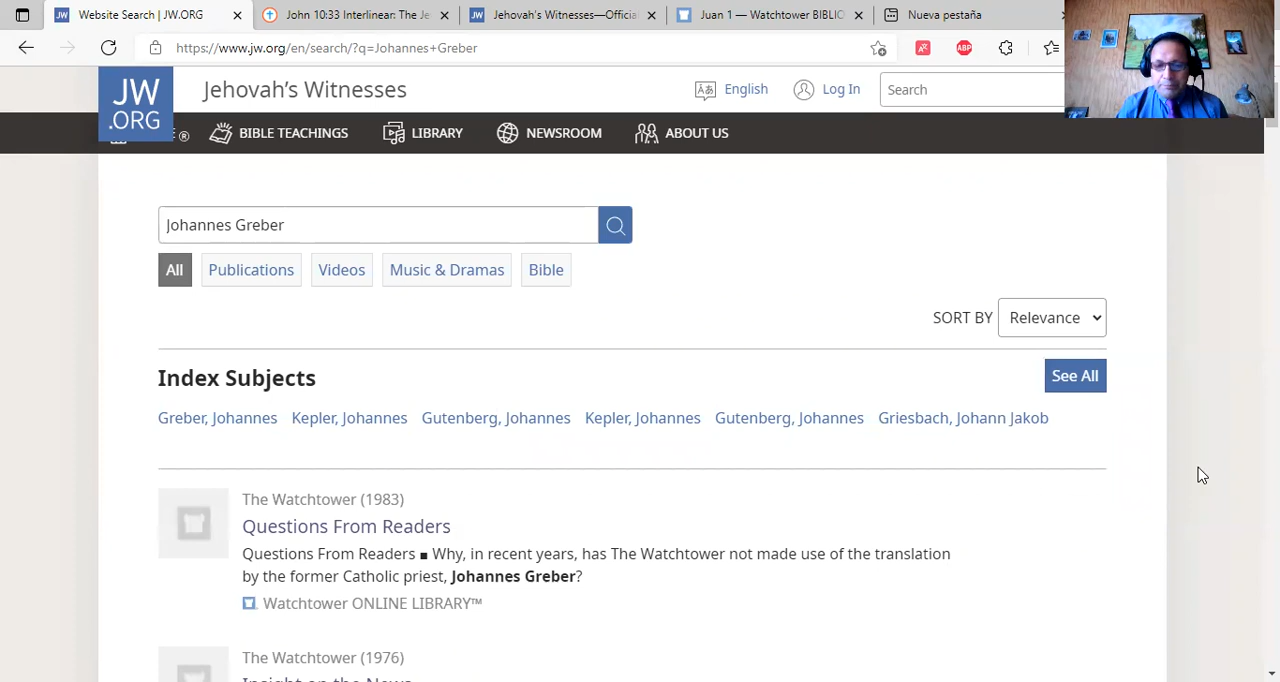 Website Search | JW.ORG
John 10:33 Interlinear: The Je
Jehovah's Witnesses—Officia
Juan 1 — Watchtower BIBLIO
Nueva pestaña
https://www.jw.org/en/search/?q=Johannes+Greber
ABP
JW
.ORG
Jehovah's Witnesses
English
Log In
Search
E ®
BIBLE TEACHINGS
LIBRARY
NEWSROOM
ABOUT US
Johannes Greber
All
Publications
Videos
Music & Dramas
Bible
SORT BY
Relevance
Index Subjects
See All
Greber, Johannes Kepler, Johannes Gutenberg, Johannes Kepler, Johannes Gutenberg, Johannes Griesbach, Johann Jakob
The Watchtower (1983)
Questions From Readers
Questions From Readers ■ Why, in recent years, has The Watchtower not made use of the translation
by the former Catholic priest, Johannes Greber?
Watchtower ONLINE LIBRARY™
The Watchtower (1976)
Insight on the News